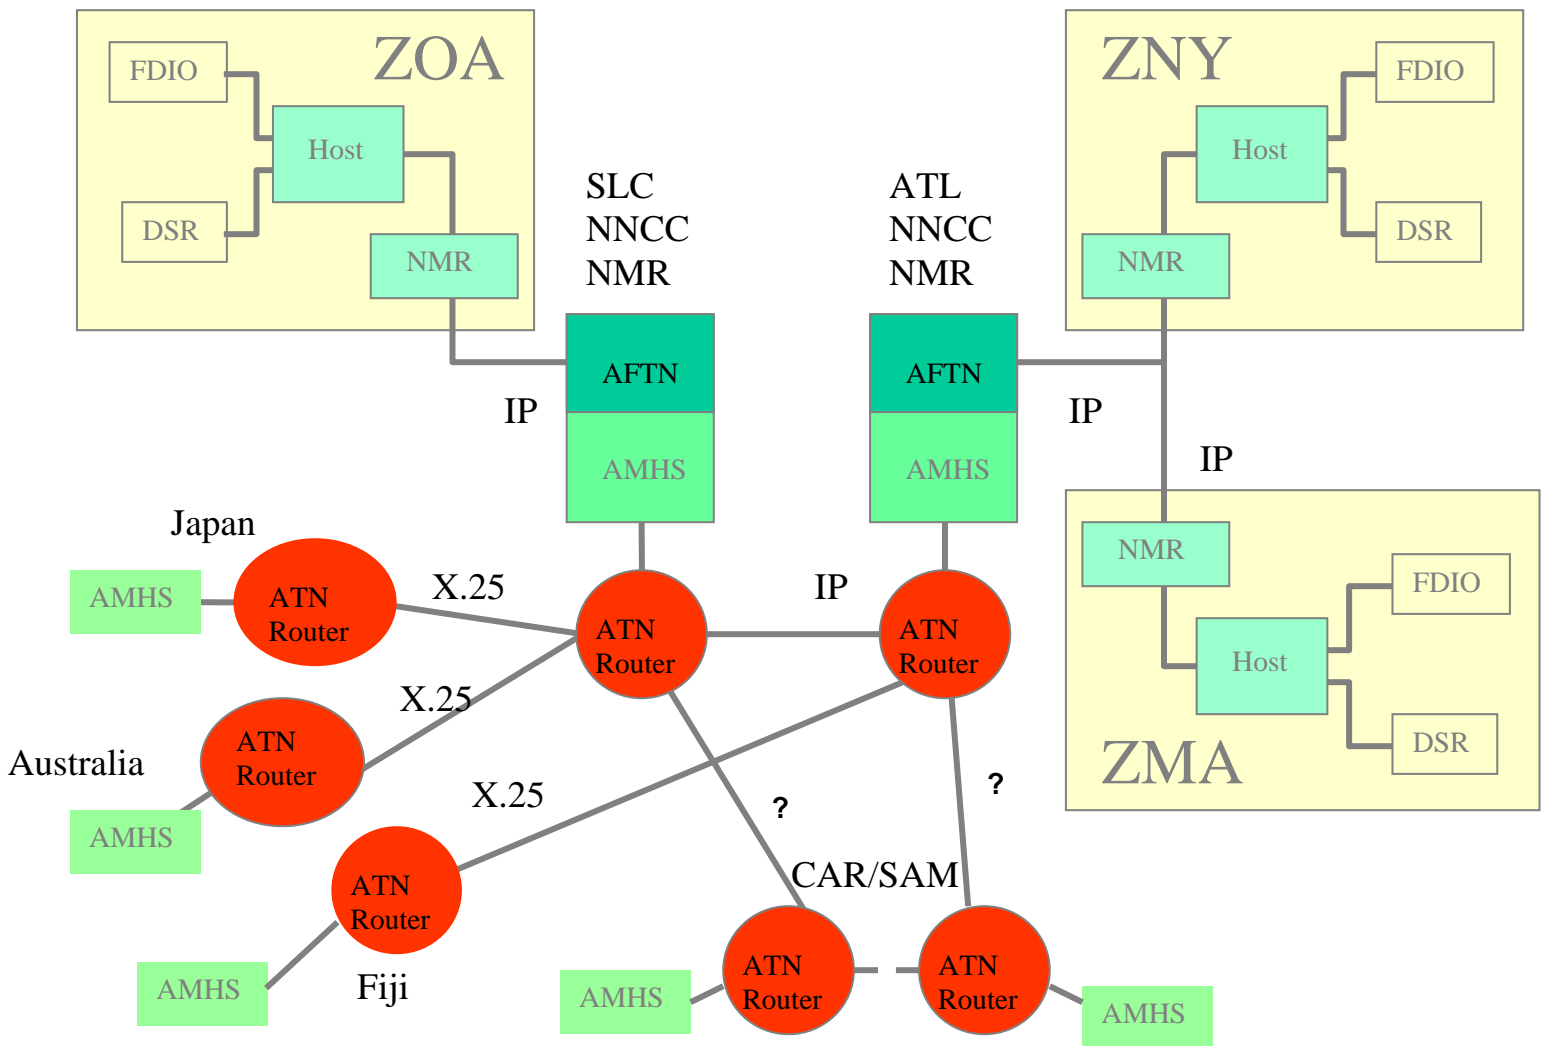 ZOA
FDIO
Host
DSR
NMR
ZNY
FDIO
Host
DSR
NMR
SLC
NNCC
NMR
ATL
NNCC
NMR
AFTN
AMHS
IP
AFTN
AMHS
IP
IP
NMR
FDIO
Host
DSR
ZMA
Japan
AMHS
ATN
Router
X.25
ATN
Router
IP
ATN
Router
Australia
AMHS
ATN
Router
X.25
X.25
ATN
Router
AMHS
Fiji
?
?
CAR/SAM
AMHS
ATN
Router
ATN
Router
AMHS